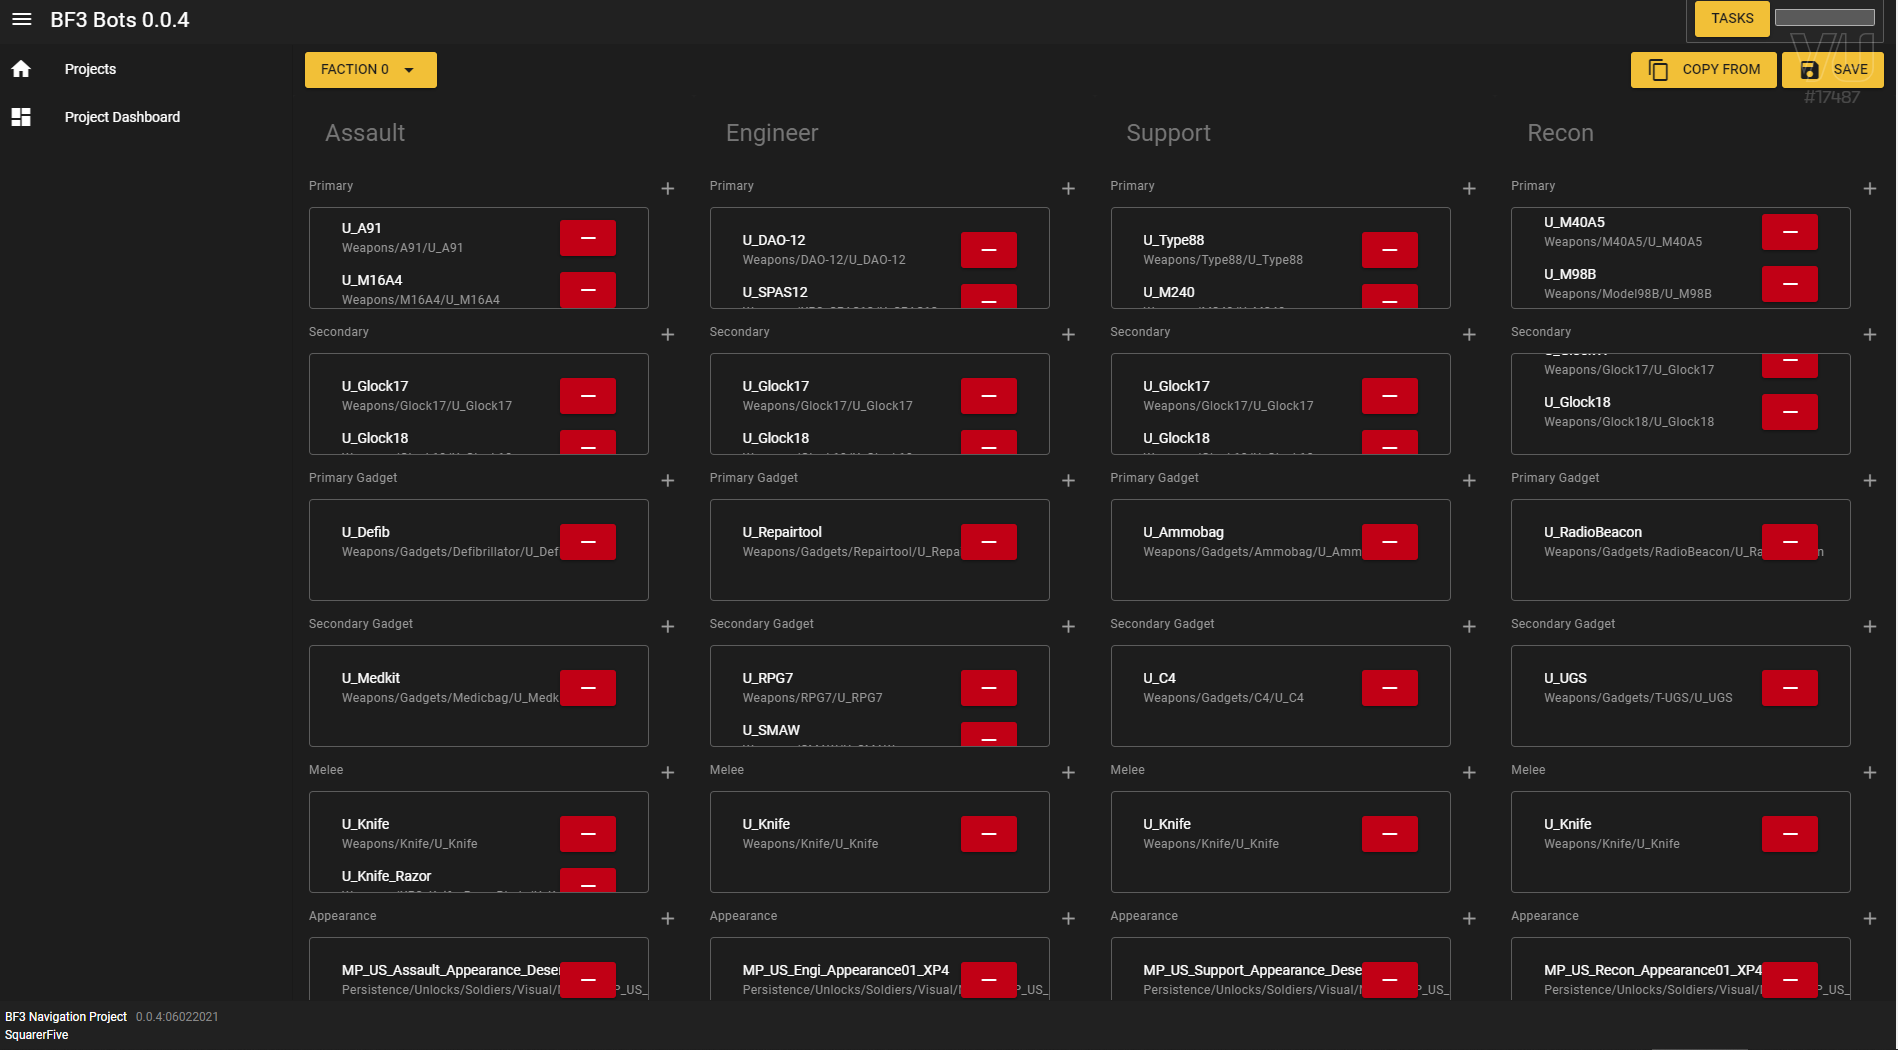 BF3 Bots 0.0.4
TASKS
Projects
Project Dashboard
FACTION 0
COPY FROM
SAVE
VU
#17487
Assault
Engineer
Support
Recon
Primary
Primary
Primary
Primary
U_A91
Weapons/A91/U_A91
U_M16A4
Weapons/M16A4/U_M16A4
U_DAO-12
Weapons/DAO-12/U_DAO-12
U_SPAS12
U_Type88
Weapons/Type88/U_Type88
U_M240
U_M40A5
Weapons/M40A5/U_M40A5
U_M98B
Weapons/Model98B/U_M98B
Secondary
Secondary
Secondary
Secondary
U_Glock17
Weapons/Glock17/U_Glock17
U_Glock18
U_Glock17
Weapons/Glock17/U_Glock17
U_Glock18
U_Glock17
Weapons/Glock17/U_Glock17
U_Glock18
Weapons/Glock17/U_Glock17
U_Glock18
Weapons/Glock18/U_Glock18
Primary Gadget
Primary Gadget
Primary Gadget
Primary Gadget
U_Defib
Weapons/Gadgets/Defibrillator/U_Def
U_Repairtool
Weapons/Gadgets/Repairtool/U_Repa
U_Ammobag
Weapons/Gadgets/Ammobag/U_Amm
U_RadioBeacon
Weapons/Gadgets/RadioBeacon/U_Ra n
Secondary Gadget
Secondary Gadget
Secondary Gadget
Secondary Gadget
U_Medkit
Weapons/Gadgets/Medicbag/U_Medk
U_RPG7
Weapons/RPG7/U_RPG7
U_SMAW
U_C4
Weapons/Gadgets/C4/U_C4
U_UGS
Weapons/Gadgets/T-UGS/U_UGS
Melee
Melee
Melee
Melee
U_Knife
Weapons/Knife/U_Knife
U_Knife_Razor
U_Knife
Weapons/Knife/U_Knife
U_Knife
Weapons/Knife/U_Knife
U_Knife
Weapons/Knife/U_Knife
Appearance
Appearance
Appearance
Appearance
MP_US_Assault_Appearance_Deser
Persistence/Unlocks/Soldiers/Visual/ P_US_
MP_US_Engi_Appearance01_XP4
Persistence/Unlocks/Soldiers/Visual/ P_US_
MP_US_Support_Appearance_Dese
Persistence/Unlocks/Soldiers/Visual/ P_US_
MP_US_Recon_Appearance01_XP4
Persistence/Unlocks/Soldiers/Visual/ P_US_
BF3 Navigation Project 0.0.4:06022021
SquarerFive